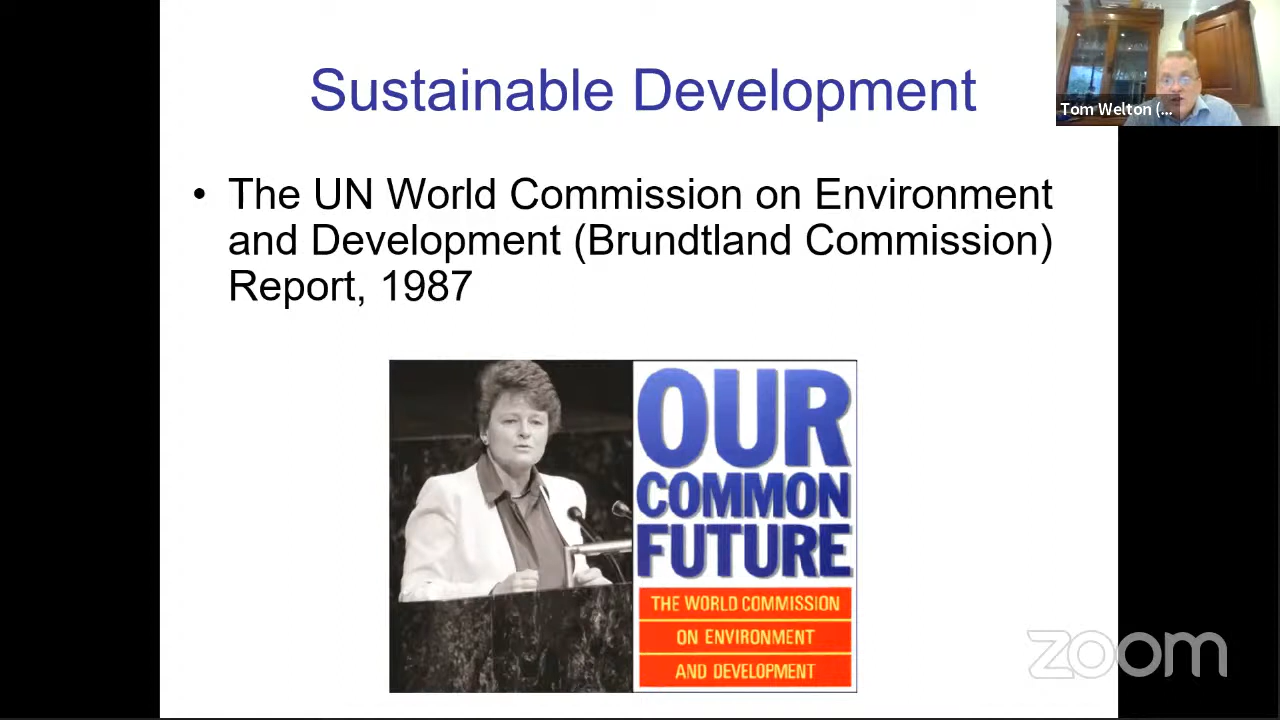 Sustainable Development
Tom Welton (...
• The UN World Commission on Environment
and Development (Brundtland Commission)
Report, 1987
OUR
COMMON
FUTURE
THE WORLD COMMISSION
ON ENVIRONMENT
AND DEVELOPMENT
zoom